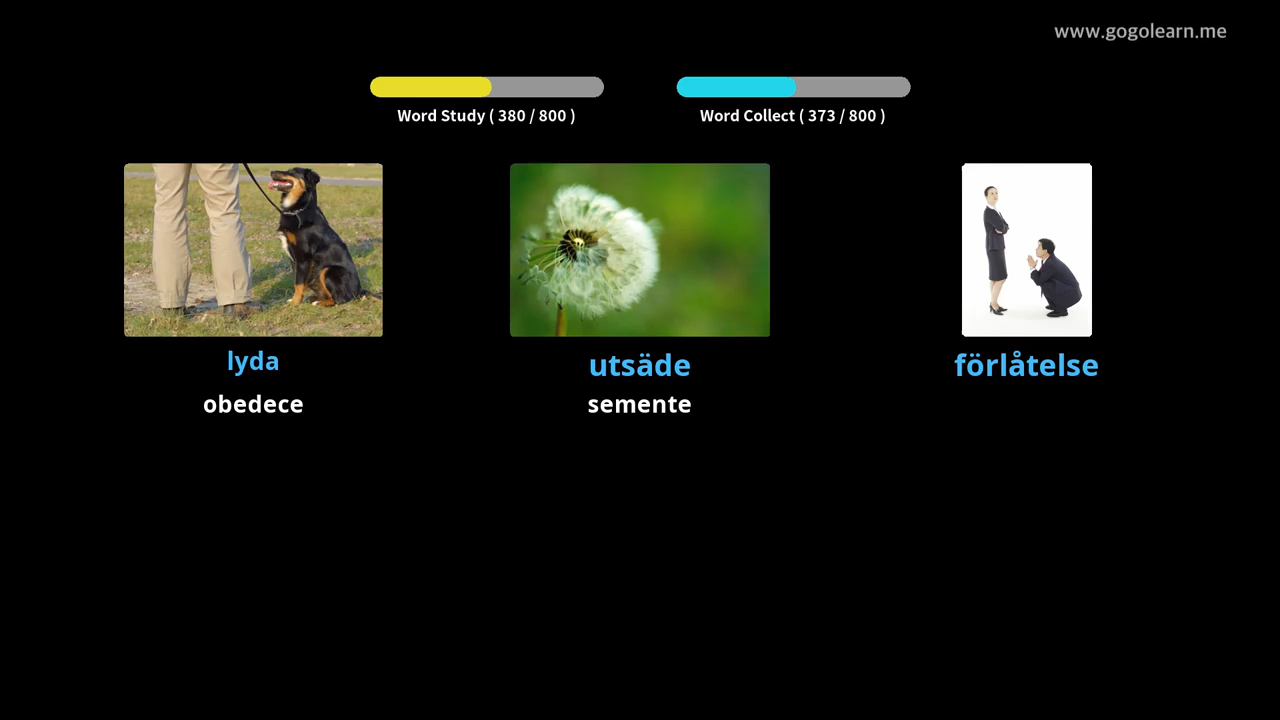 www.gogolearn.me
Word Study ( 380 / 800 )
Word Collect ( 373 / 800 )
lyda
utsäde
förlåtelse
obedece
semente